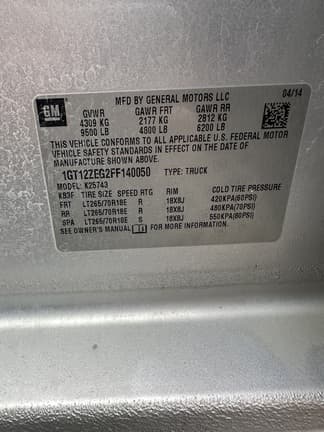 GM
MFD BY GENERAL MOTORS LLC
04/14
GVWR GAWR FRT GAWR RR
4309 KG 2177 KG 2812 KG
9500 LB 4800 LB 6200 LB
THIS VEHICLE CONFORMS TO ALL APPLICABLE U.S. FEDERAL MOTOR
VEHICLE SAFETY STANDARDS IN EFFECT ON THE DATE OF
MANUFACTURE SHOWN ABOVE.
1GT12ZEG2FF140050 TYPE: TRUCK
MODEL: K25743
TIRE SIZE SPEED RTG RIM COLD TIRE PRESSURE
FRT LT265/70R18E R 18X8J 420KPA(60PSI)
RR LT265/70R18E R 18X8J 480KPA(70PSI)
SPA LT265/70R18E S 18X8J 550KPA(80PSI)
SEE OWNER'S MANUAL FOR MORE INFORMATION.